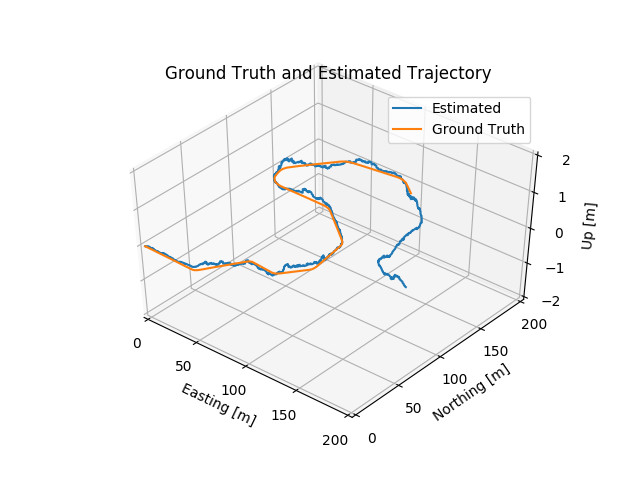 Ground Truth and Estimated Trajectory
Estimated
Ground Truth
2
1
0
−1
−2
Up [m]
0
50
100
150
200
Easting [m]
0
50
100
150
200
Northing [m]